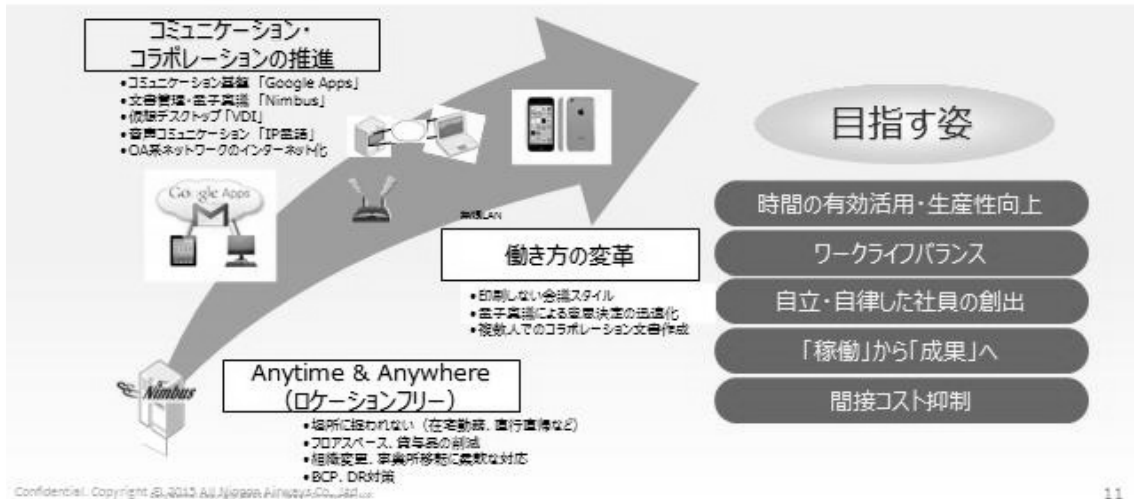 コミュニケーション・
コラボレーションの推進
•コミュニケーション基盤 「Google Apps」
•文書管理・電子稟議 「Nimbus」
•仮想デスクトップ「VDI」
•音声コミュニケーション 「IP電話」
•OA系ネットワークのインターネット化
Google Apps
無線LAN
働き方の変革
•印刷しない会議スタイル
•電子稟議による意思決定の迅速化
•複数人でのコラボレーション文書作成
Nimbus
Anytime & Anywhere
（ロケーションフリー）
•場所に捉われない（在宅勤務、直行直帰など）
•フロアスペース、貸与品の削減
•組織変更、事業所移転に柔軟な対応
•BCP、DR対策
目指す姿
時間の有効活用・生産性向上
ワークライフバランス
自立・自律した社員の創出
「稼働」から「成果」へ
間接コスト抑制
Confidential. Copyright © 2015 All Nippon Airways Co., Ltd.
11